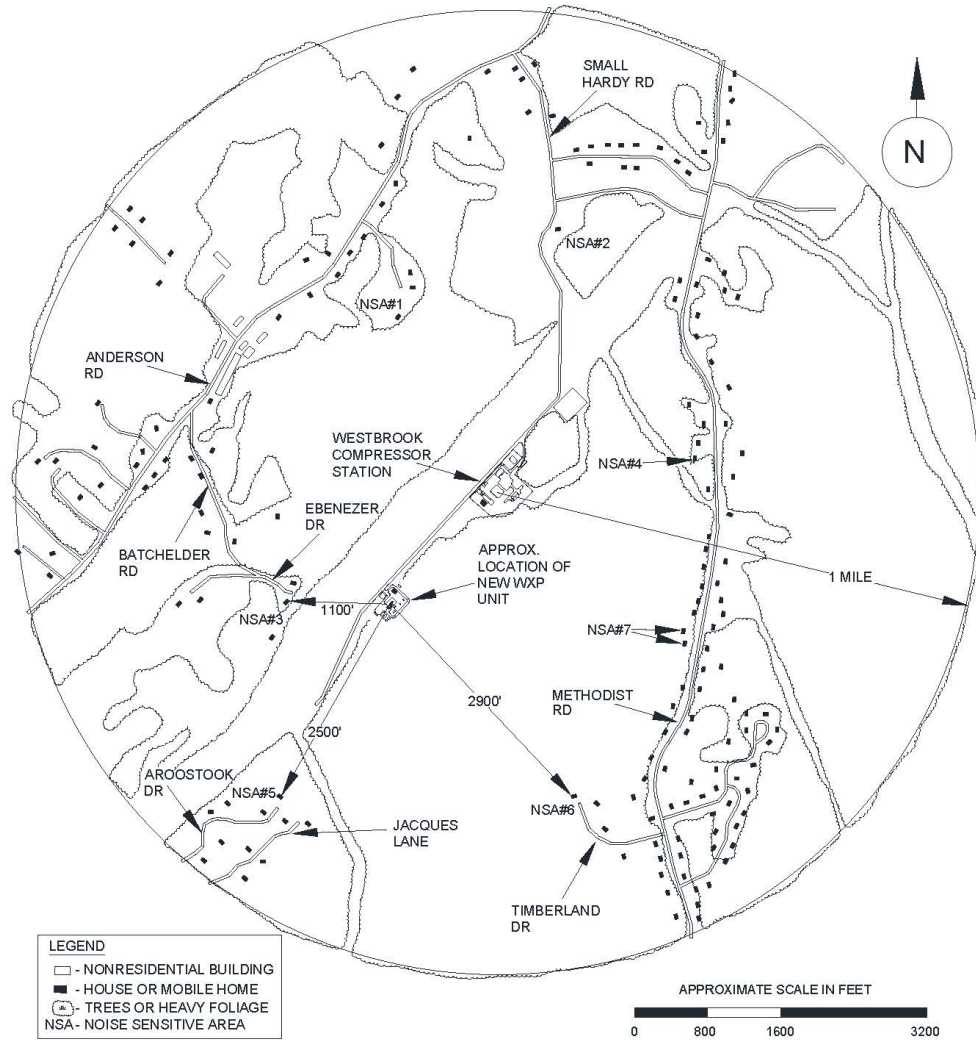 SMALL
HARDY RD
N
NSA#2
NSA#1
ANDERSON
RD
WESTBROOK
COMPRESSOR
STATION
NSA#4
EBENEZER
DR
BATCHELDER
RD
APPROX.
LOCATION OF
NEW WXP
UNIT
1 MILE
NSA#3
1100'
NSA#7
METHODIST
RD
2900'
2500'
AROOSTOOK
DR
NSA#5
NSA#6
JACQUES
LANE
TIMBERLAND
DR
LEGEND
- NONRESIDENTIAL BUILDING
- HOUSE OR MOBILE HOME
- TREES OR HEAVY FOLIAGE
NSA - NOISE SENSITIVE AREA
APPROXIMATE SCALE IN FEET
0 800 1600 3200